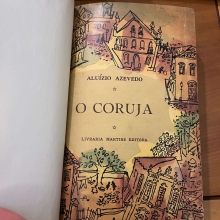 ALUÍZIO AZEVEDO
O CORUJA
LIVRARIA MARTINS EDITÔRA